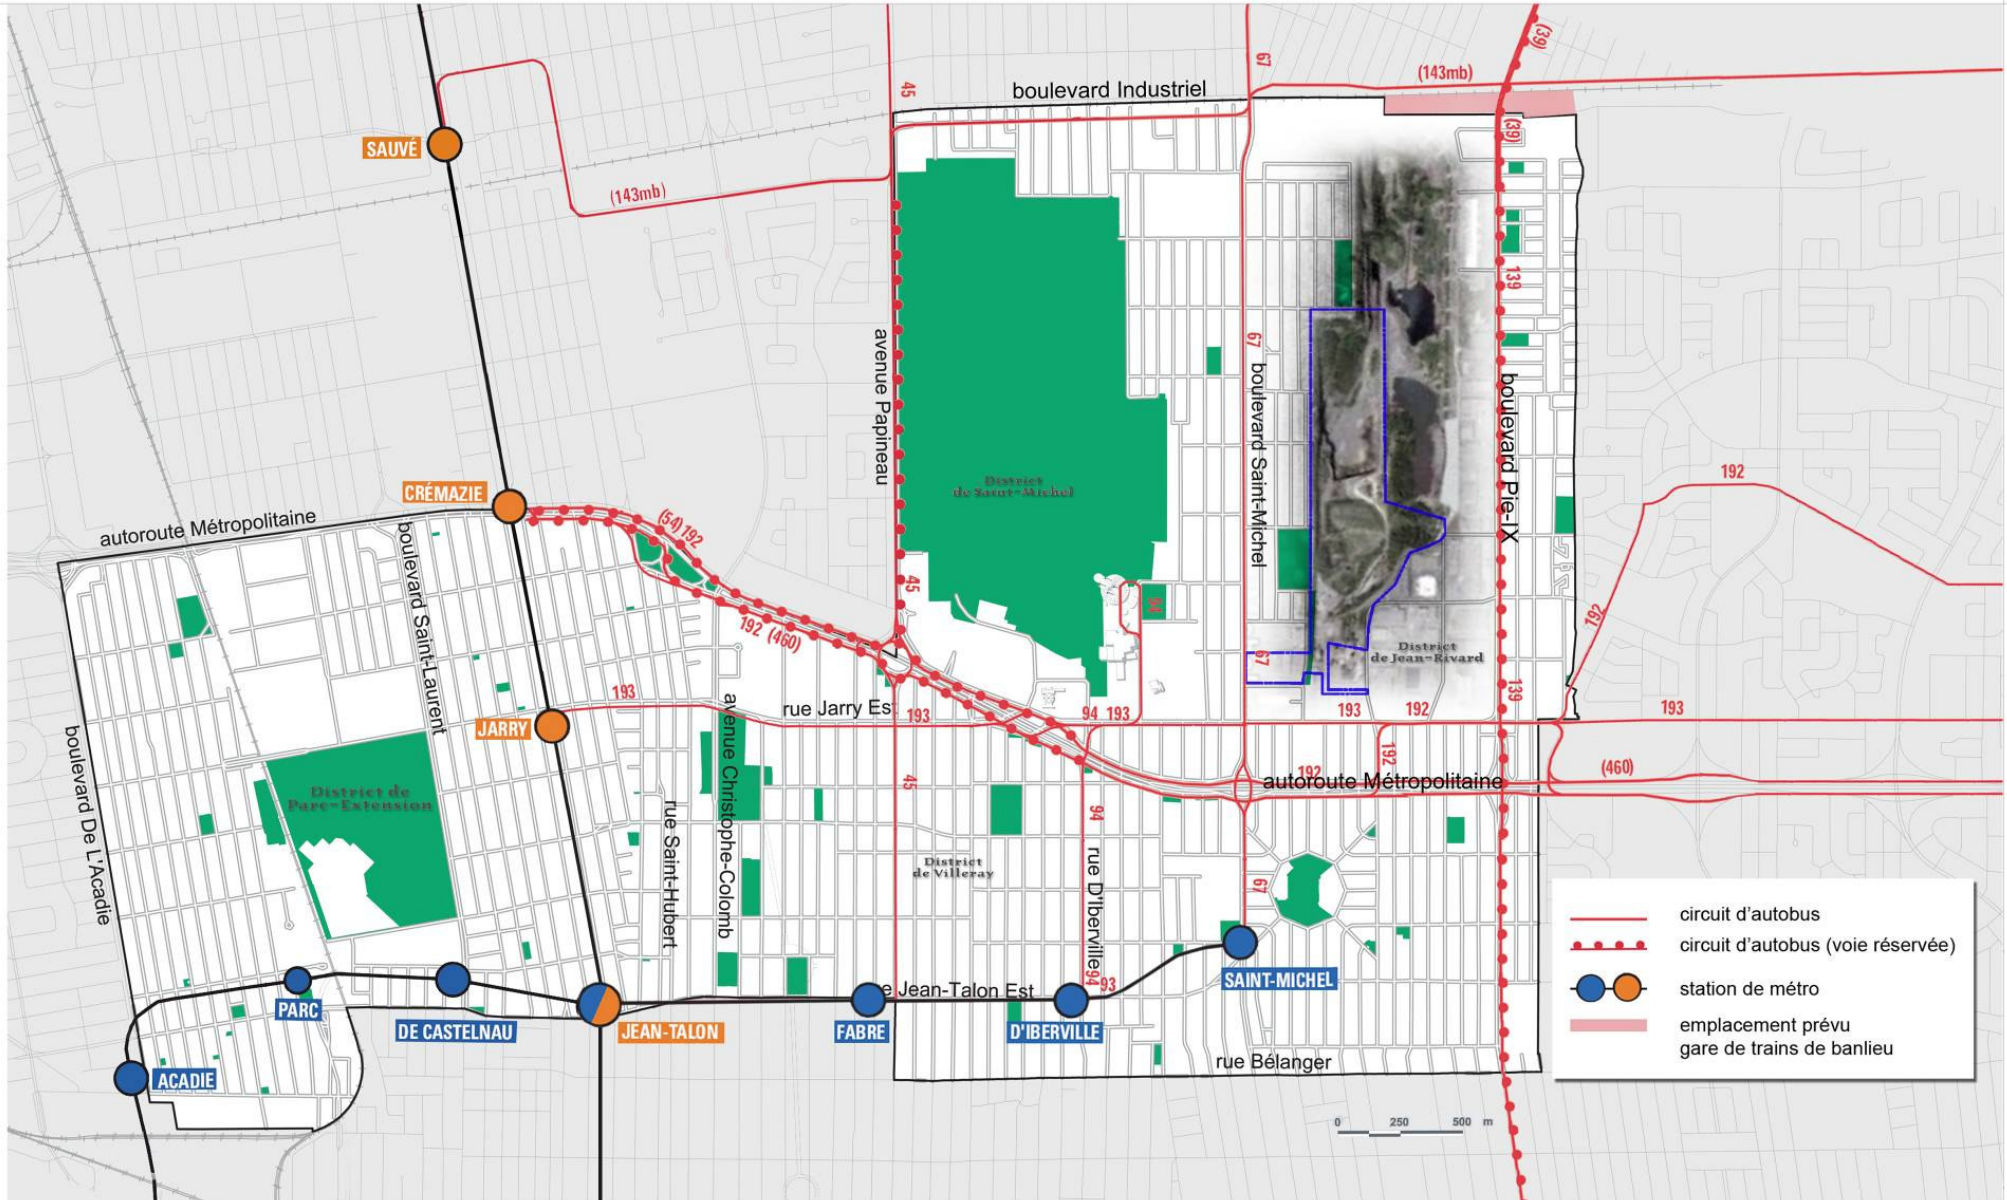 (39)
67
(143mb)
45
boulevard Industriel
SAUVÉ
(39)
(143mb)
139
avenue Papineau
67
boulevard Saint-Michel
boulevard Pie-IX
192
CRÉMAZIE
District
de Saint-Michel
autoroute Métropolitaine
(54) 192
boulevard Saint-Laurent
45
94
192
192 (460)
67
District
de Jean-Rivard
139
193
rue Jarry Est
193
94 193
193
192
193
JARRY
boulevard De L'Acadie
avenue Christophe-Colomb
192
192
autoroute Métropolitaine
(460)
45
District de
Parc-Extension
94
rue Saint-Hubert
District
de Villeray
rue D'Iberville
67
circuit d'autobus
circuit d'autobus (voie réservée)
station de métro
emplacement prévu
gare de trains de banlieu
94
93
SAINT-MICHEL
e Jean-Talon Est
PARC
DE CASTELNAU
JEAN-TALON
FABRE
D'IBERVILLE
ACADIE
rue Bélanger
0 250 500 m